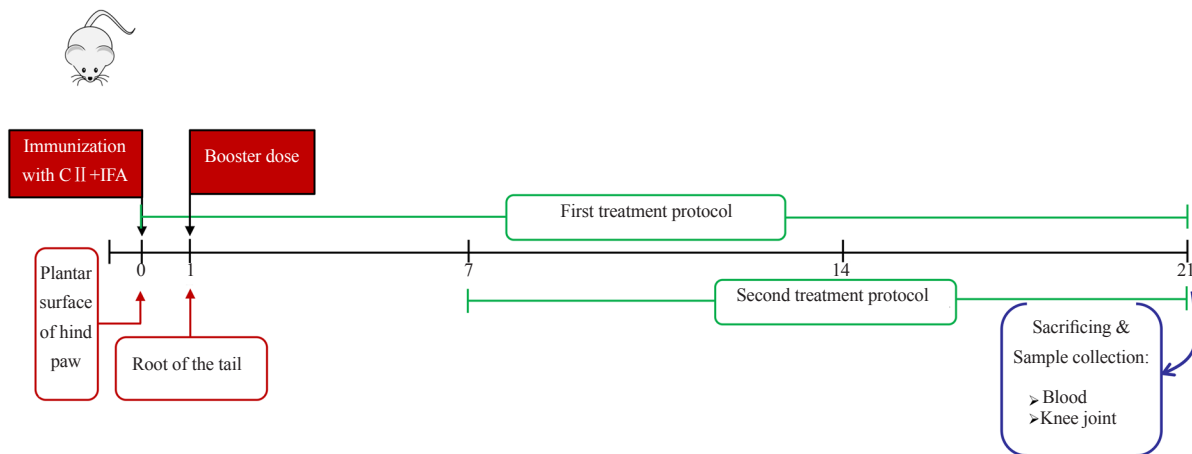 Immunization
with C Ⅱ+IFA
Booster dose
First treatment protocol
0
1
7
14
21
Plantar
surface
of hind
paw
Root of the tail
Second treatment protocol
Sacrificing &
Sample collection:
➢ Blood
➢ Knee joint